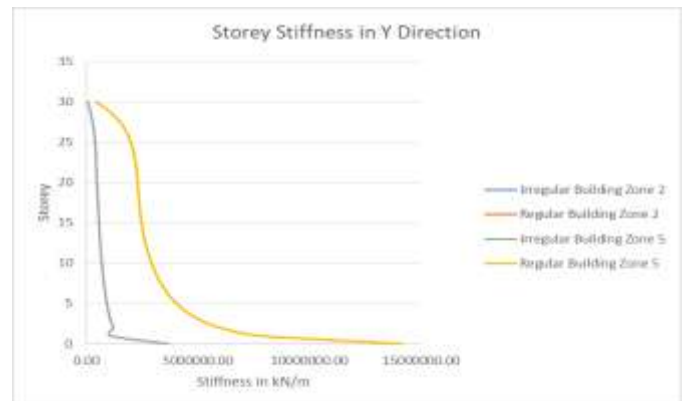 Storey Stiffness in Y Direction
35
30
25
20
15
10
5
0
Storey
0.00 5000000.00 10000000.00 15000000.00
Stiffness in kN/m
Irregular Building Zone 2
Regular Building Zone 2
Irregular Building Zone 5
Regular Building Zone 5